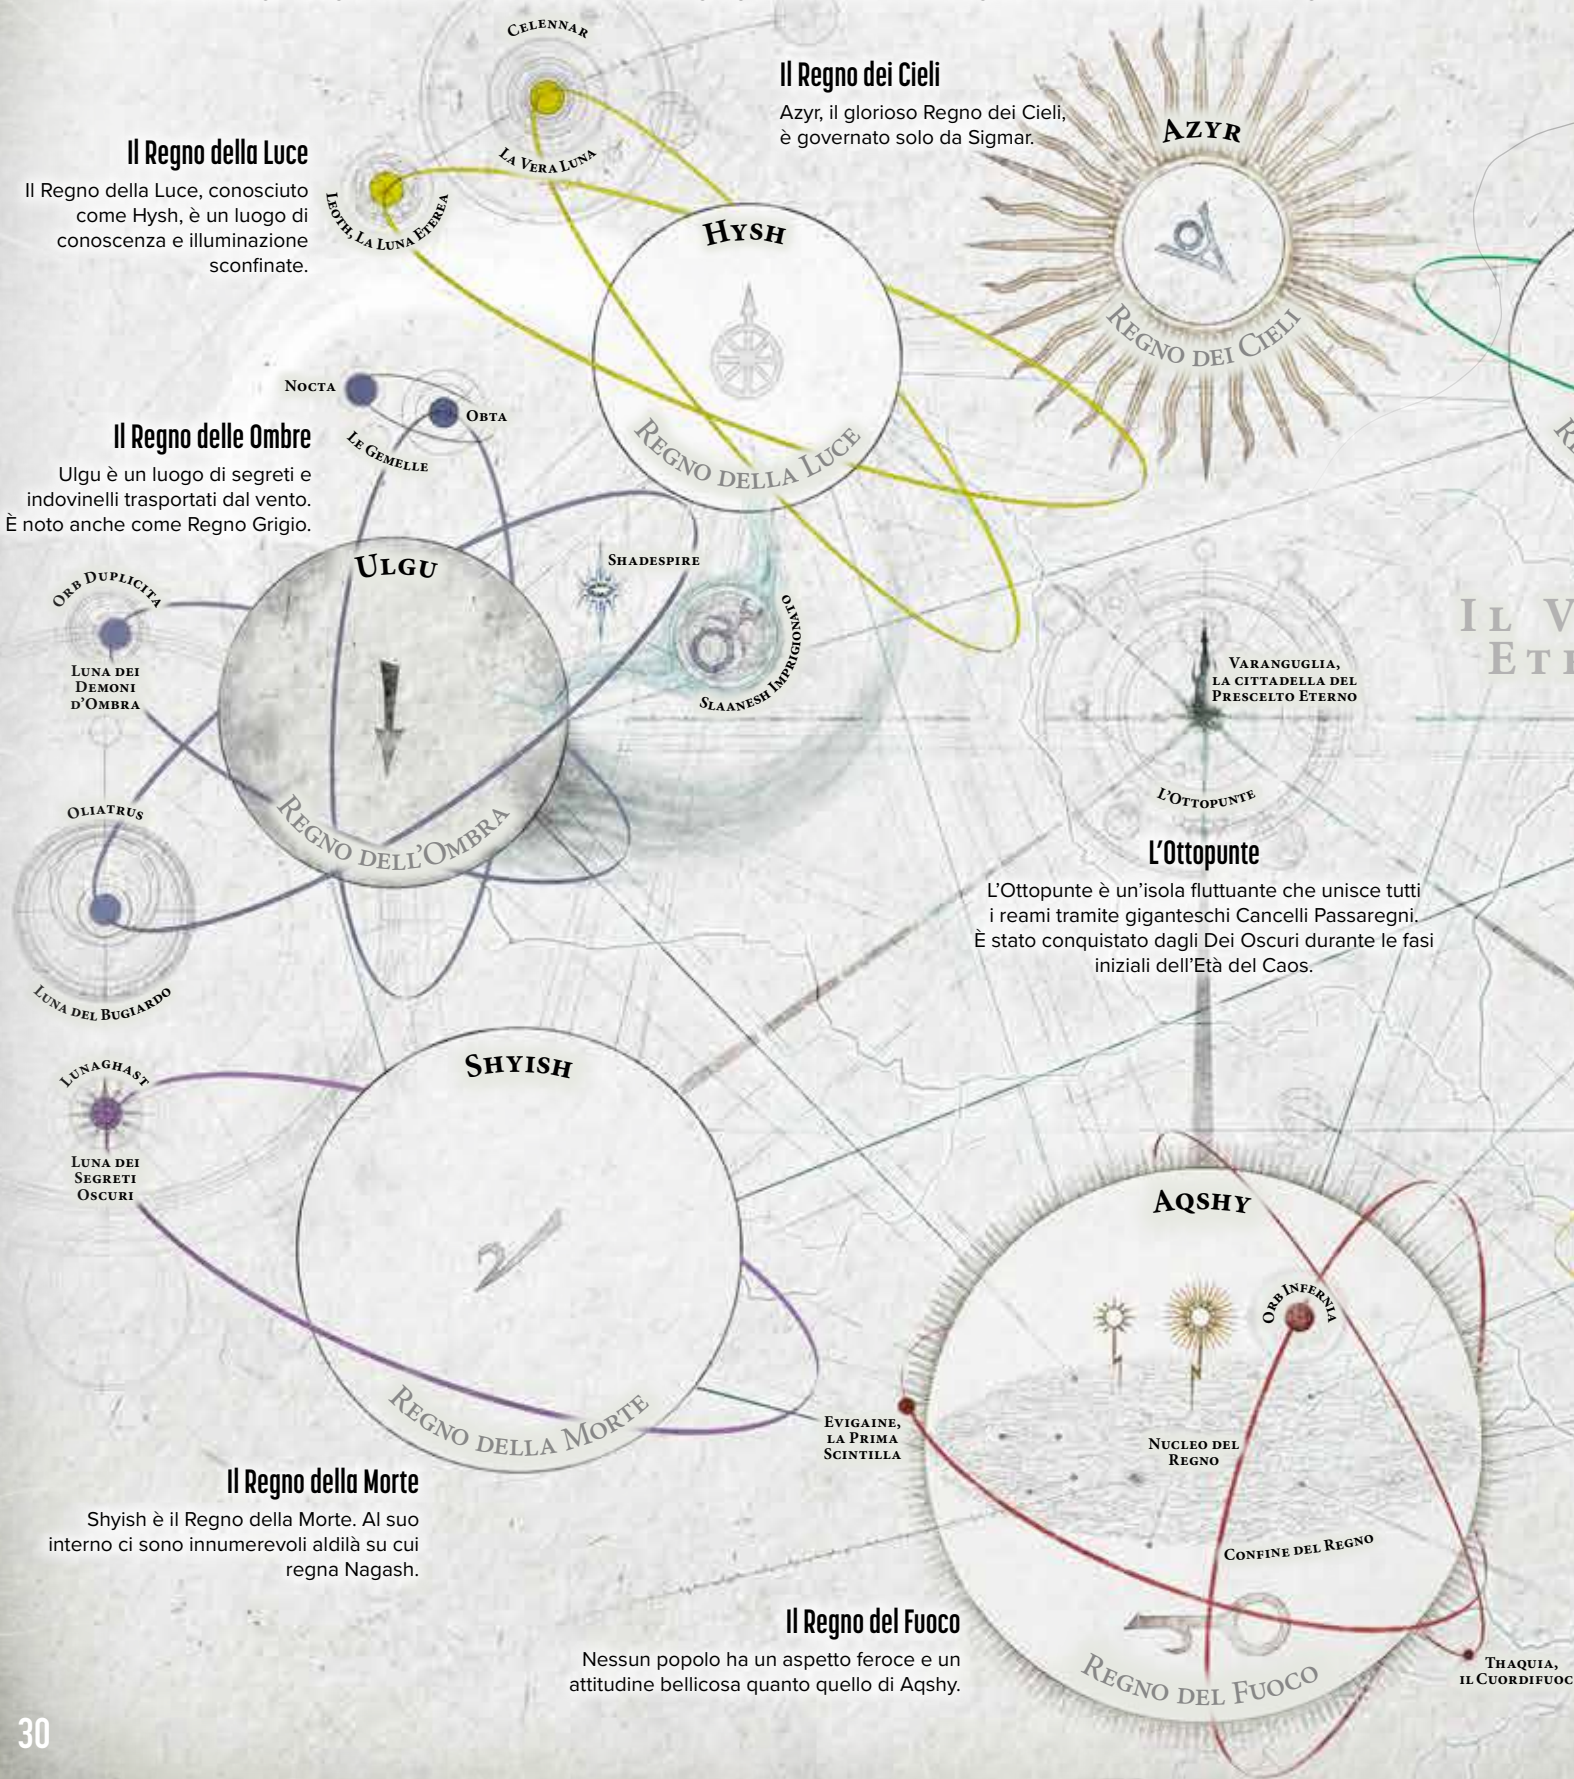 Celennar
La Vera Luna
Leoth, La Luna Eterea
Il Regno della Luce
Il Regno della Luce, conosciuto
come Hysh, è un luogo di
conoscenza e illuminazione
sconfinate.
Hysh
Regno della Luce
Il Regno dei Cieli
Azyr, il glorioso Regno dei Cieli,
è governato solo da Sigmar.
Azyr
Regno dei Cieli
Nocta
Obta
Le Gemelle
Il Regno delle Ombre
Ulgu è un luogo di segreti e
indovinelli trasportati dal vento.
È noto anche come Regno Grigio.
Ulgu
Regno dell'Ombra
Orb Duplicita
Luna dei
Demoni
d'Ombra
Oliatrus
Luna del Bugiardo
Shadespire
Slaanesh Imprigionato
Varanguglia,
la cittadella del
Prescelto Eterno
L'Ottopunte
Il V
Ete
L'Ottopunte
L'Ottopunte è un'isola fluttuante che unisce tutti
i reami tramite giganteschi Cancelli Passaregni.
È stato conquistato dagli Dei Oscuri durante le fasi
iniziali dell'Età del Caos.
Lunaghast
Luna dei
Segreti
Oscuri
Shyish
Regno della Morte
Il Regno della Morte
Shyish è il Regno della Morte. Al suo
interno ci sono innumerevoli aldilà su cui
regna Nagash.
Aqshy
Orb Infernia
Evigaine,
la Prima
Scintilla
Nucleo del
Regno
Confine del Regno
Regno del Fuoco
Thaquia,
il Cuordifuoc
Il Regno del Fuoco
Nessun popolo ha un aspetto feroce e un
attitudine bellicosa quanto quello di Aqshy.
30